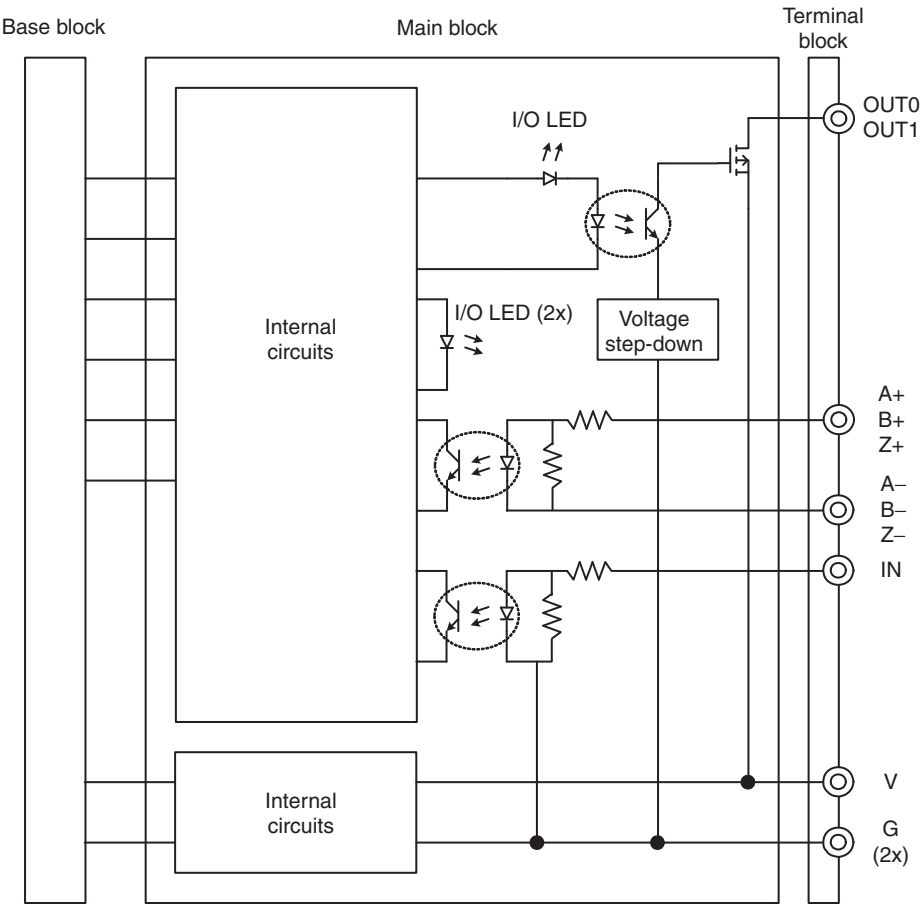 Base block
Main block
Terminal
block
OUT0
OUT1
I/O LED
I/O LED (2x)
Voltage
step-down
Internal
circuits
A+
B+
Z+
A−
B−
Z−
IN
Internal
circuits
V
G
(2x)